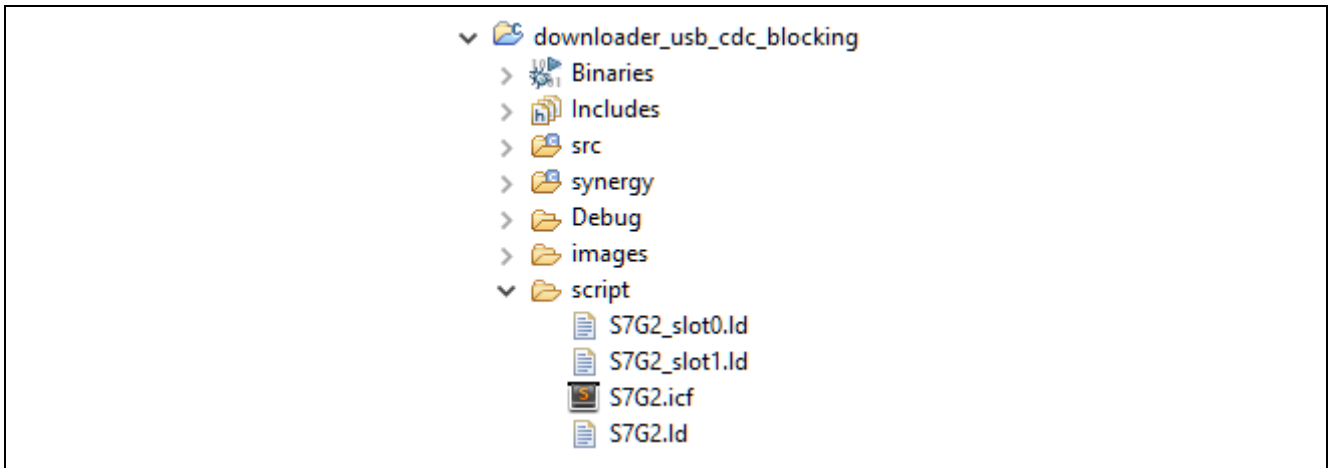 downloader_usb_cdc_blocking
Binaries
Includes
src
synergy
Debug
images
script
S7G2_slot0.ld
S7G2_slot1.ld
S7G2.icf
S7G2.ld